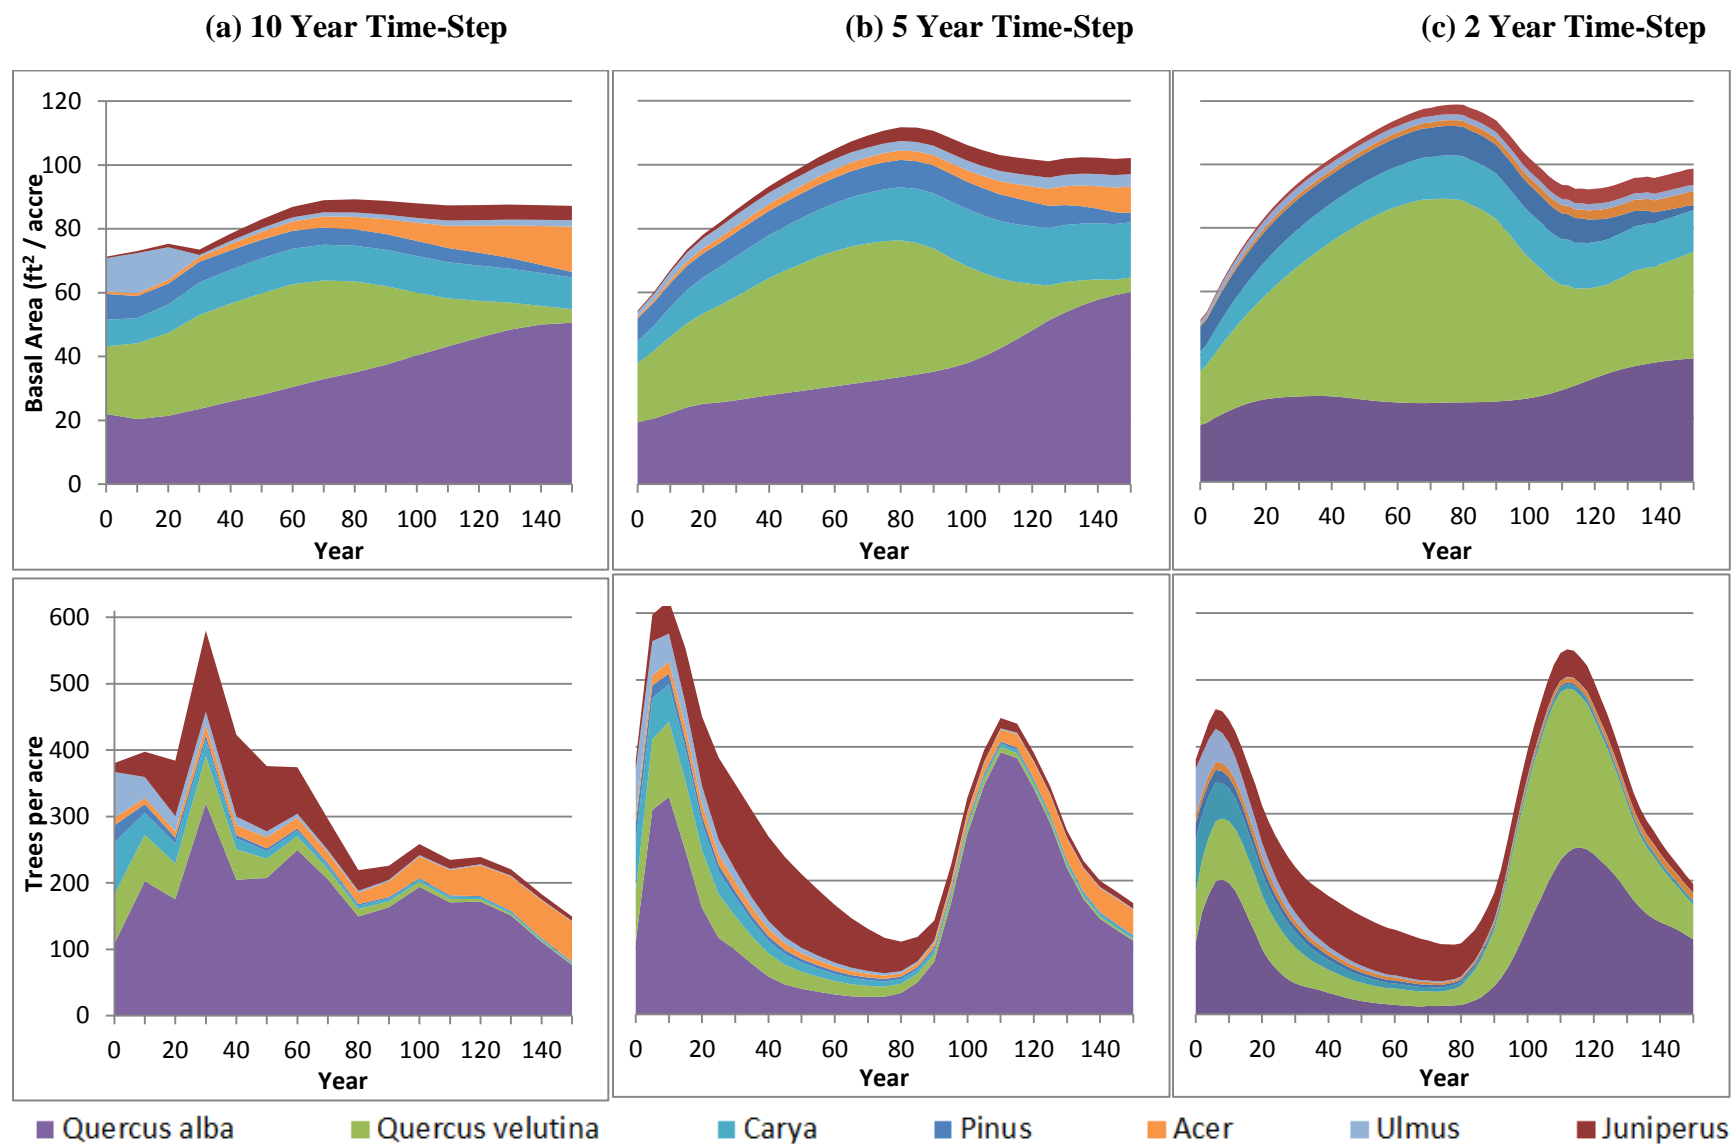 (a) 10 Year Time-Step (b) 5 Year Time-Step (c) 2 Year Time-Step
120
100
80
60
40
20
0
Basal Area (ft² / accre
0 20 40 60 80 100 120 140
Year
0 20 40 60 80 100 120 140
Year
0 20 40 60 80 100 120 140
Year
600
500
400
300
200
100
0
Trees per acre
0 20 40 60 80 100 120 140
Year
0 20 40 60 80 100 120 140
Year
0 20 40 60 80 100 120 140
Year
Quercus alba Quercus velutina Carya Pinus Acer Ulmus Juniperus